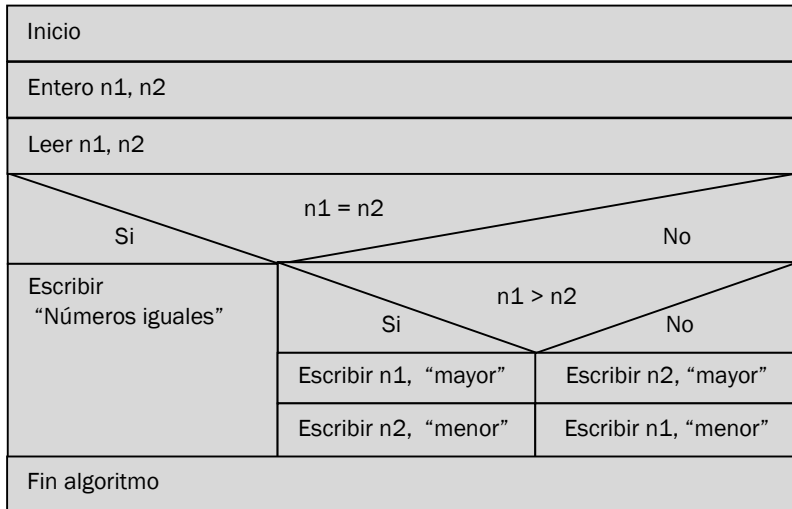 Inicio
Entero n1, n2
Leer n1, n2
n1 = n2
Si
No
Escribir
“Números iguales”
n1 > n2
Si
No
Escribir n1, “mayor”
Escribir n2, “mayor”
Escribir n2, “menor”
Escribir n1, “menor”
Fin algoritmo